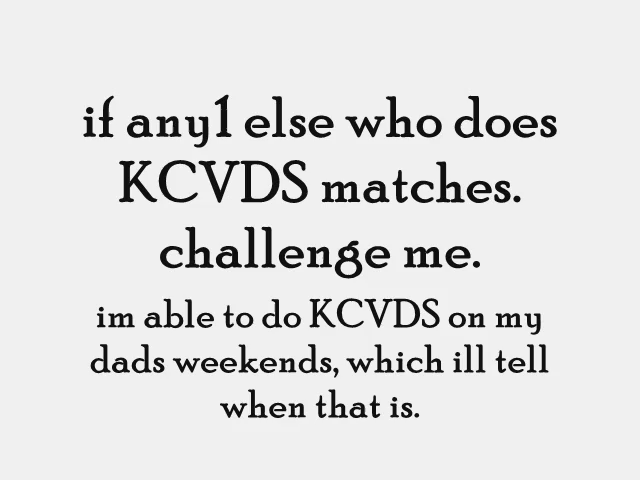 if any1 else who does
KCVDS matches.
challenge me.
im able to do KCVDS on my
dads weekends, which ill tell
when that is.